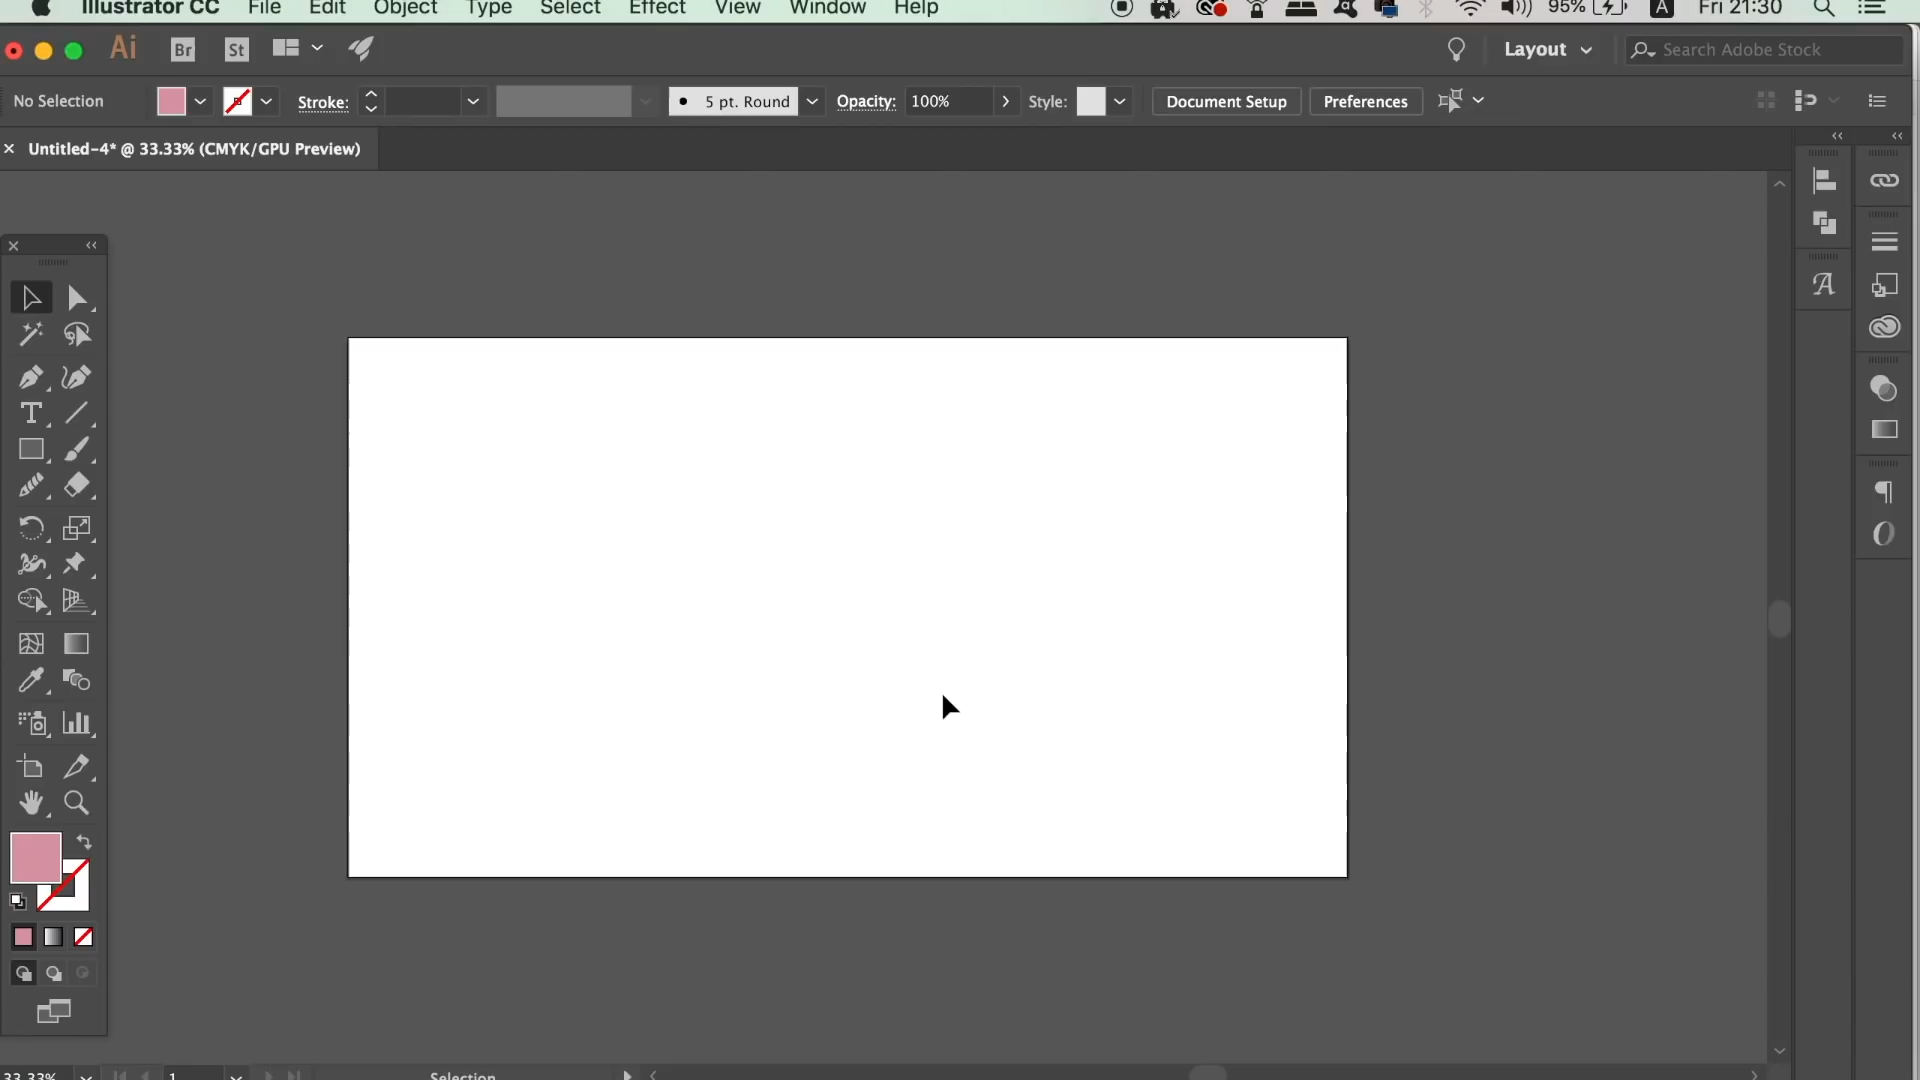 Illustrator CC File Edit Object Type Select Effect View Window Help 95% A Fri 21:30
Ai Br St Layout Search Adobe Stock
No Selection Stroke: 5 pt. Round Opacity: 100% Style: Document Setup Preferences
Untitled-4* @ 33.33% (CMYK/GPU Preview)
33.33% 1 Selection